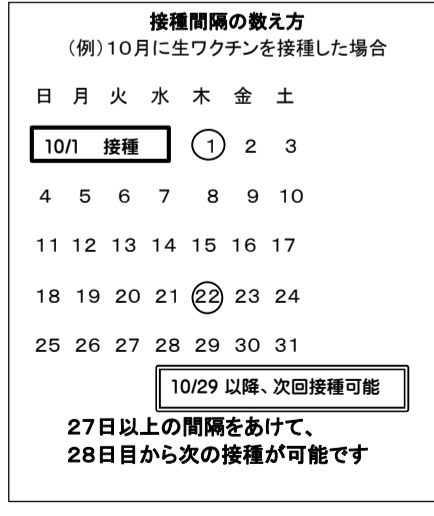 接種間隔の数え方
(例)10月に生ワクチンを接種した場合
日 月 火 水 木 金 土
10/1 接種 1 2 3
4 5 6 7 8 9 10
11 12 13 14 15 16 17
18 19 20 21 22 23 24
25 26 27 28 29 30 31
10/29 以降、次回接種可能
27日以上の間隔をあけて、
28日目から次の接種が可能です